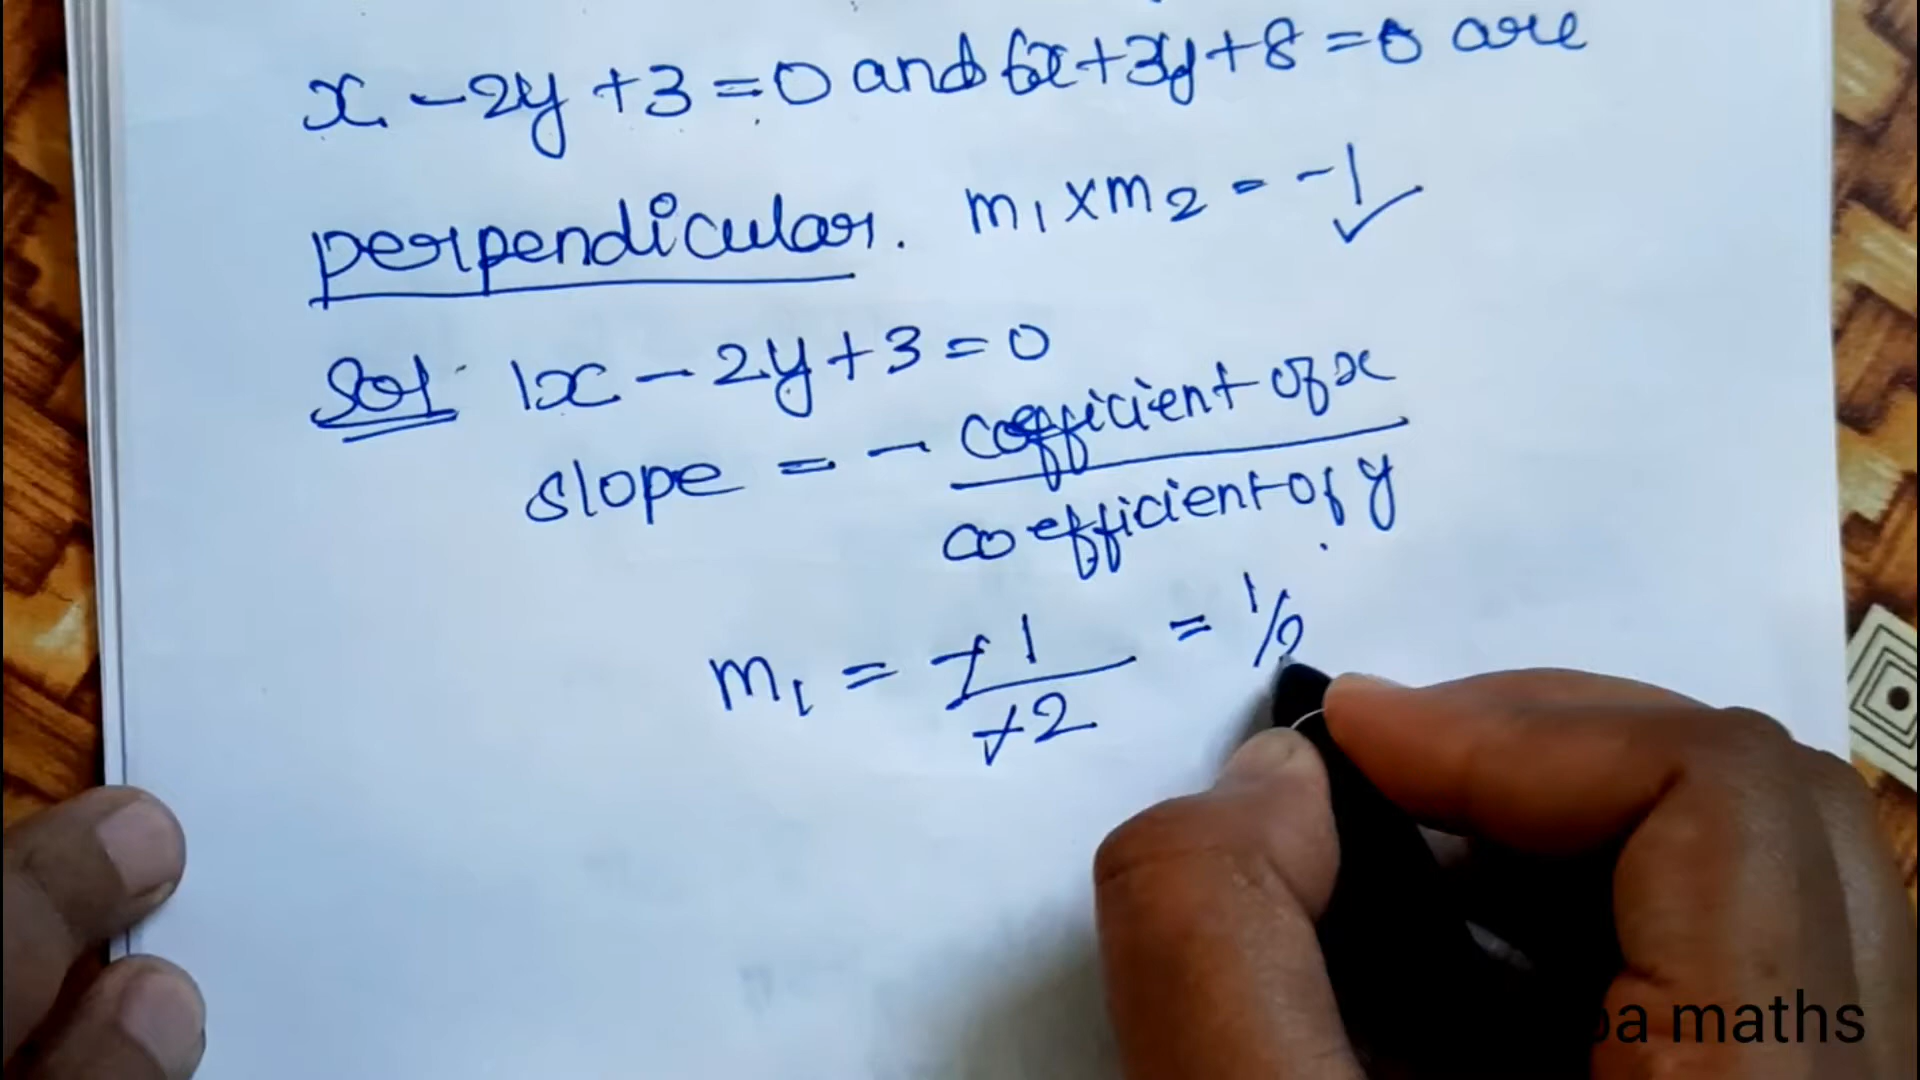 x - 2y + 3 = 0 and 6x + 3y + 8 = 0 are
perpendicular. m1 x m2 = -1
Sol 1x - 2y + 3 = 0
slope = - coefficient of x
coefficient of y
m1 = -1 / -2 = 1/2
maths